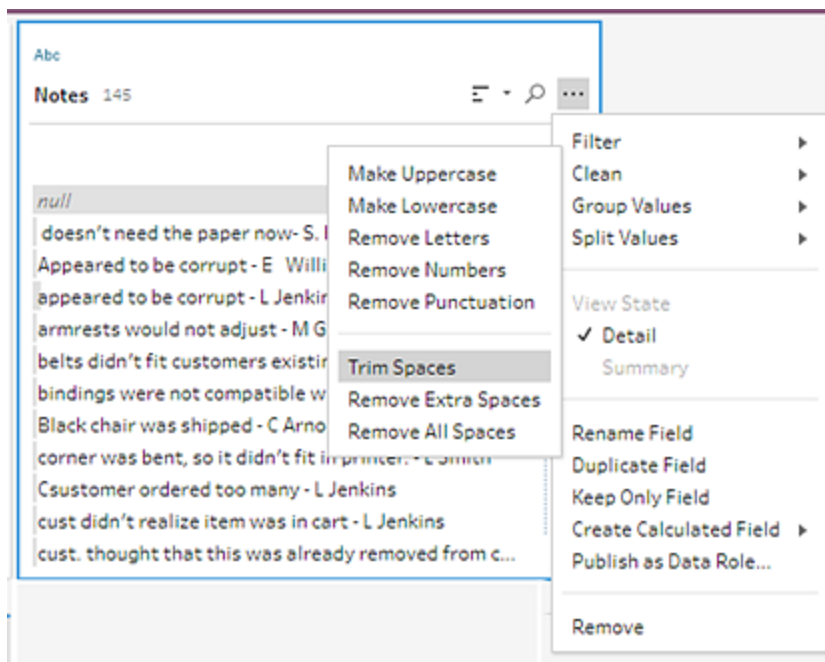 Abc
Notes 145
null
doesn't need the paper now- S.
Appeared to be corrupt - E Willi
appeared to be corrupt - L Jenkin
armrests would not adjust - M G
belts didn't fit customers existin
bindings were not compatible w
Black chair was shipped - C Arno
corner was bent, so it didn't fit in printer. - L Smith
Csustomer ordered too many - L Jenkins
cust didn't realize item was in cart - L Jenkins
cust. thought that this was already removed from c...
Make Uppercase
Make Lowercase
Remove Letters
Remove Numbers
Remove Punctuation
Trim Spaces
Remove Extra Spaces
Remove All Spaces
Filter
Clean
Group Values
Split Values
View State
✓ Detail
Summary
Rename Field
Duplicate Field
Keep Only Field
Create Calculated Field
Publish as Data Role...
Remove